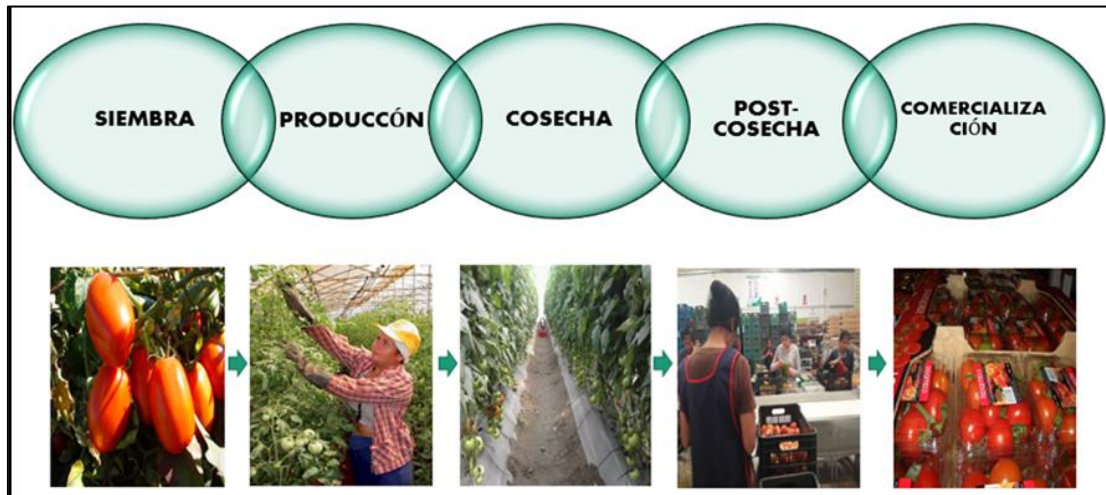 SIEMBRA
PRODUCCÓN
COSECHA
POST-
COSECHA
COMERCIALIZA
CIÓN